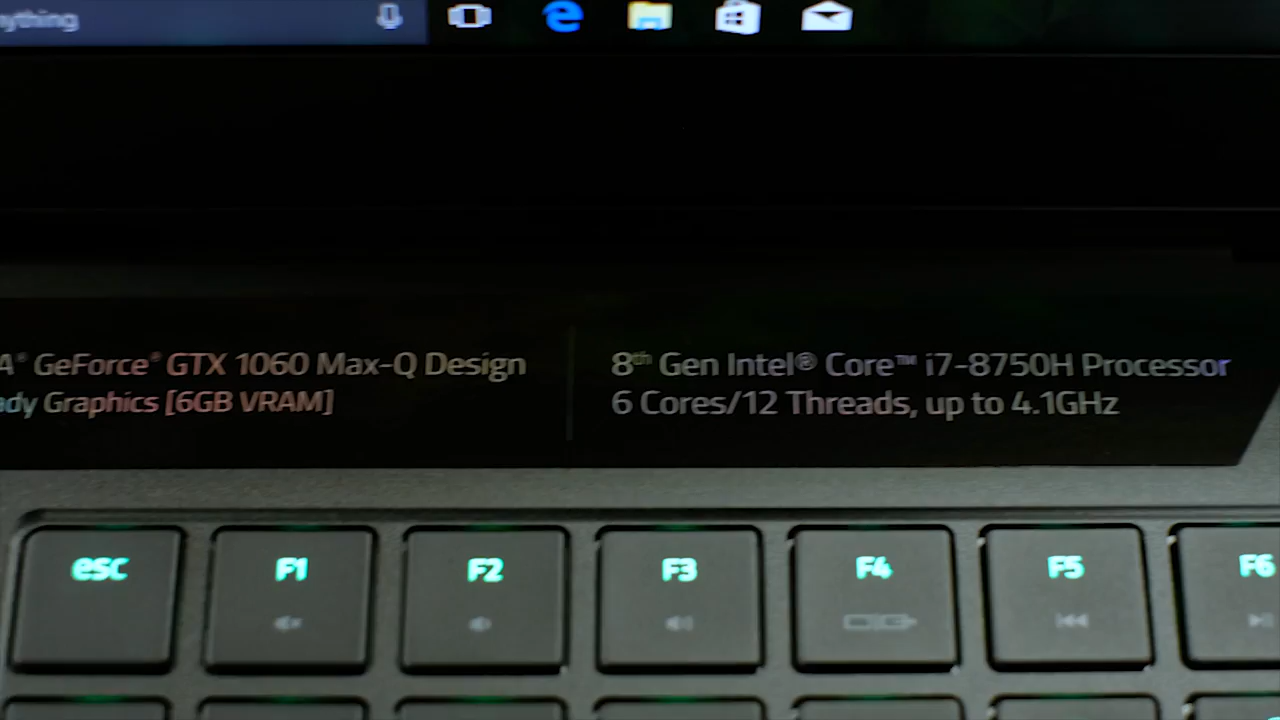 ything
A® GeForce® GTX 1060 Max-Q Design
ady Graphics [6GB VRAM]
8th Gen Intel® Core™ i7-8750H Processor
6 Cores/12 Threads, up to 4.1GHz
esc F1 F2 F3 F4 F5 F6